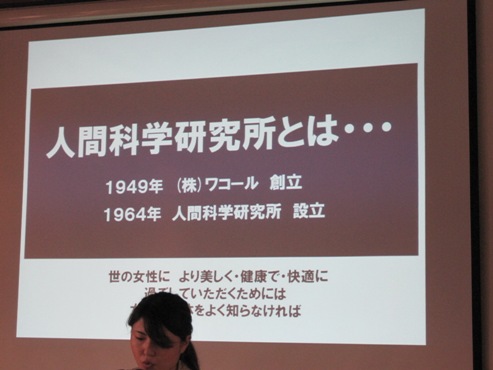 人間科学研究所とは・・・
1949年 (株)ワコール 創立
1964年 人間科学研究所 設立
世の女性に より美しく・健康で・快適に
過ごしていただくためには
をよく知らなければ